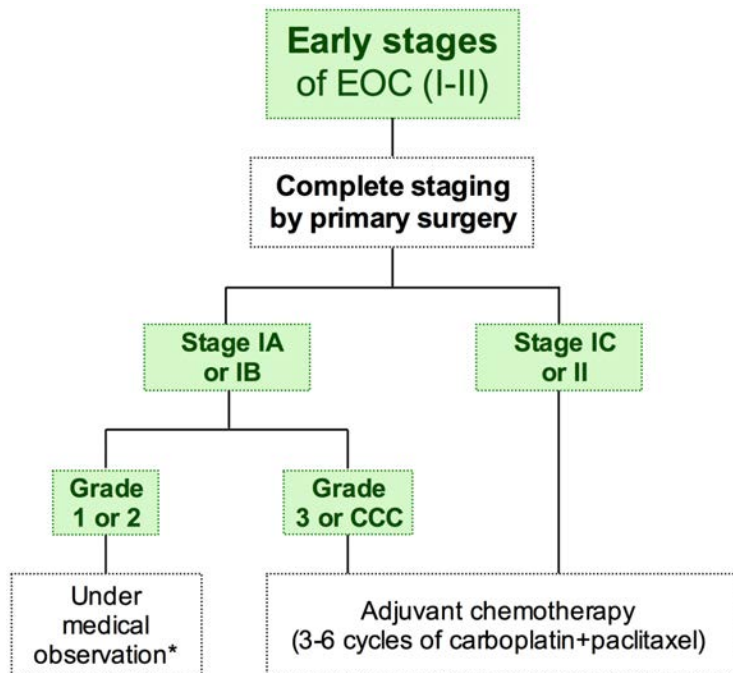 Early stages
of EOC (I-II)
Complete staging
by primary surgery
Stage IA
or IB
Stage IC
or II
Grade
1 or 2
Grade
3 or CCC
Under
medical
observation*
Adjuvant chemotherapy
(3-6 cycles of carboplatin+paclitaxel)